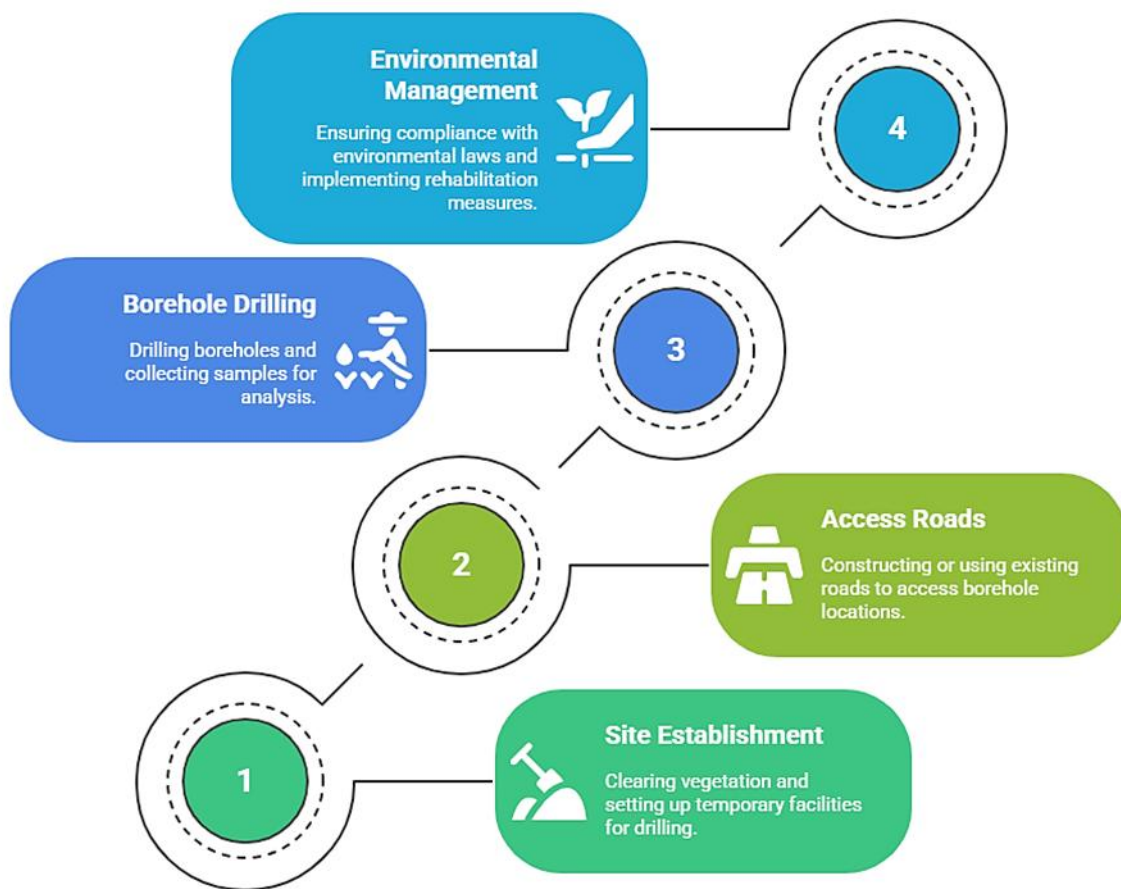 Environmental
Management
Ensuring compliance with
environmental laws and
implementing rehabilitation
measures.
4
Borehole Drilling
Drilling boreholes and
collecting samples for
analysis.
3
2
Access Roads
Constructing or using existing
roads to access borehole
locations.
1
Site Establishment
Clearing vegetation and
setting up temporary facilities
for drilling.